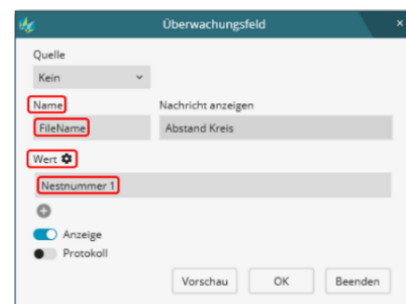 Überwachungsfeld
Quelle
Kein
Name Nachricht anzeigen
FileName Abstand Kreis
Wert
Nestnummer 1
Anzeige
Protokoll
Vorschau OK Beenden